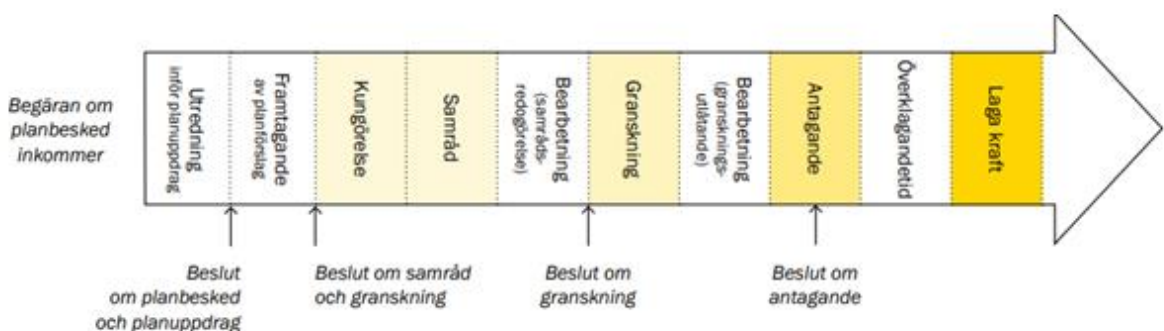 Begäran om
planbesked
inkommer
Utredning
inför planuppdrag
Framtagande
av planförslag
Kungörelse
Samråd
Bearbetning
(samråds-
redogörelse)
Granskning
Bearbetning
(gransknings-
utlåtande)
Antagande
Överklagandetid
Laga kraft
Beslut
om planbesked
och planuppdrag
Beslut om samråd
och granskning
Beslut om
granskning
Beslut om
antagande